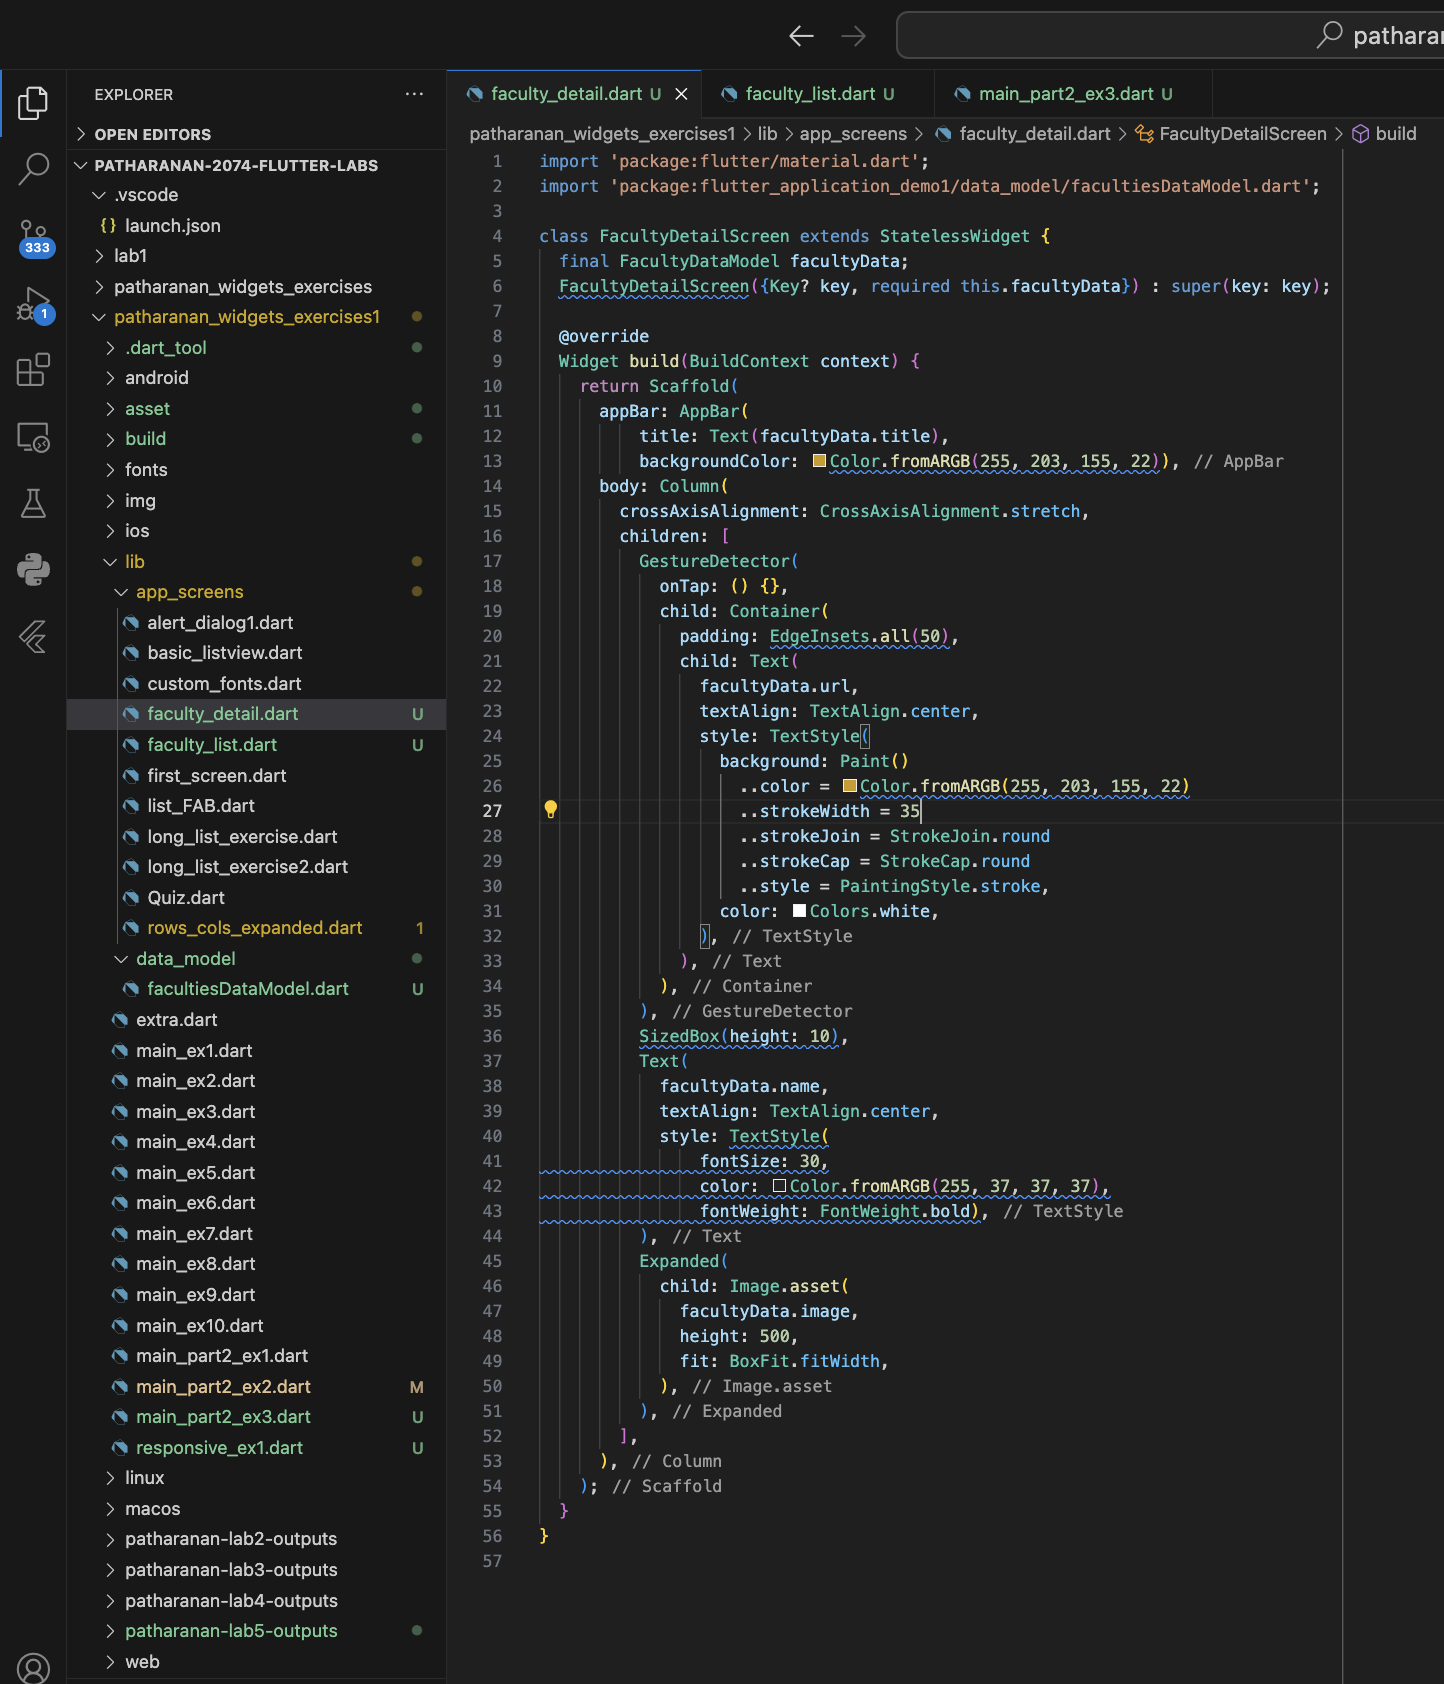 pathara
EXPLORER
OPEN EDITORS
PATHARANAN-2074-FLUTTER-LABS
.vscode
{} launch.json
lab1
patharanan_widgets_exercises
patharanan_widgets_exercises1
.dart_tool
android
asset
build
fonts
img
ios
lib
app_screens
alert_dialog1.dart
basic_listview.dart
custom_fonts.dart
faculty_detail.dart U
faculty_list.dart U
first_screen.dart
list_FAB.dart
long_list_exercise.dart
long_list_exercise2.dart
Quiz.dart
rows_cols_expanded.dart 1
data_model
facultiesDataModel.dart U
extra.dart
main_ex1.dart
main_ex2.dart
main_ex3.dart
main_ex4.dart
main_ex5.dart
main_ex6.dart
main_ex7.dart
main_ex8.dart
main_ex9.dart
main_ex10.dart
main_part2_ex1.dart
main_part2_ex2.dart M
main_part2_ex3.dart U
responsive_ex1.dart U
linux
macos
patharanan-lab2-outputs
patharanan-lab3-outputs
patharanan-lab4-outputs
patharanan-lab5-outputs
web
333
1
faculty_detail.dart U
faculty_list.dart U
main_part2_ex3.dart U
patharanan_widgets_exercises1 > lib > app_screens > faculty_detail.dart > FacultyDetailScreen > build
1 import 'package:flutter/material.dart';
2 import 'package:flutter_application_demo1/data_model/facultiesDataModel.dart';
3
4 class FacultyDetailScreen extends StatelessWidget {
5 final FacultyDataModel facultyData;
6 FacultyDetailScreen({Key? key, required this.facultyData}) : super(key: key);
7
8 @override
9 Widget build(BuildContext context) {
10 return Scaffold(
11 appBar: AppBar(
12 title: Text(facultyData.title),
13 backgroundColor: Color.fromARGB(255, 203, 155, 22)), // AppBar
14 body: Column(
15 crossAxisAlignment: CrossAxisAlignment.stretch,
16 children: [
17 GestureDetector(
18 onTap: () {},
19 child: Container(
20 padding: EdgeInsets.all(50),
21 child: Text(
22 facultyData.url,
23 textAlign: TextAlign.center,
24 style: TextStyle(
25 background: Paint()
26 ..color = Color.fromARGB(255, 203, 155, 22)
27 ..strokeWidth = 35
28 ..strokeJoin = StrokeJoin.round
29 ..strokeCap = StrokeCap.round
30 ..style = PaintingStyle.stroke,
31 color: Colors.white,
32 ), // TextStyle
33 ), // Text
34 ), // Container
35 ), // GestureDetector
36 SizedBox(height: 10),
37 Text(
38 facultyData.name,
39 textAlign: TextAlign.center,
40 style: TextStyle(
41 fontSize: 30,
42 color: Color.fromARGB(255, 37, 37, 37),
43 fontWeight: FontWeight.bold), // TextStyle
44 ), // Text
45 Expanded(
46 child: Image.asset(
47 facultyData.image,
48 height: 500,
49 fit: BoxFit.fitWidth,
50 ), // Image.asset
51 ), // Expanded
52 ],
53 ), // Column
54 ); // Scaffold
55 }
56 }
57